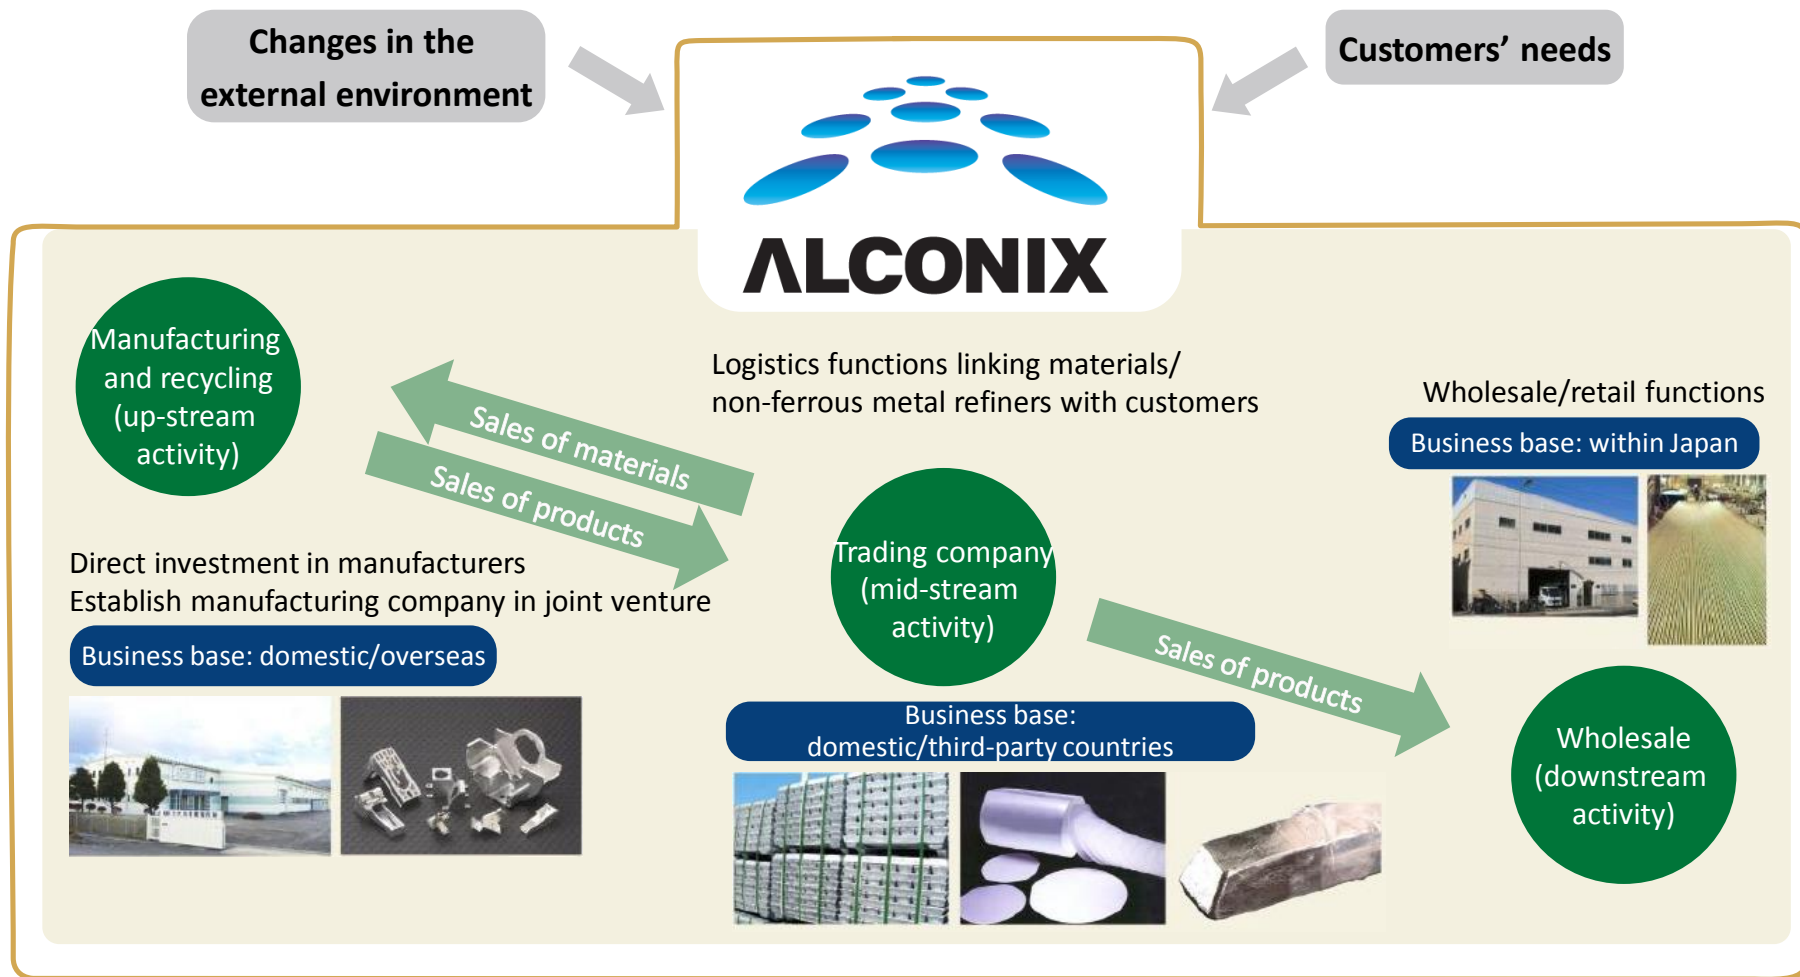 Changes in the
external environment
Customers’ needs
ALCONIX
Manufacturing
and recycling
(up-stream
activity)
Sales of materials
Sales of products
Logistics functions linking materials/
non-ferrous metal refiners with customers
Wholesale/retail functions
Business base: within Japan
Direct investment in manufacturers
Establish manufacturing company in joint venture
Business base: domestic/overseas
Trading company
(mid-stream
activity)
Sales of products
Business base:
domestic/third-party countries
Wholesale
(downstream
activity)